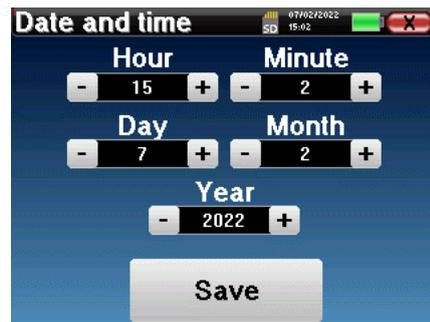 Date and time
SD
07/02/2022
15:02
X
Hour Minute
- 15 + - 2 +
Day Month
- 7 + - 2 +
Year
- 2022 +
Save